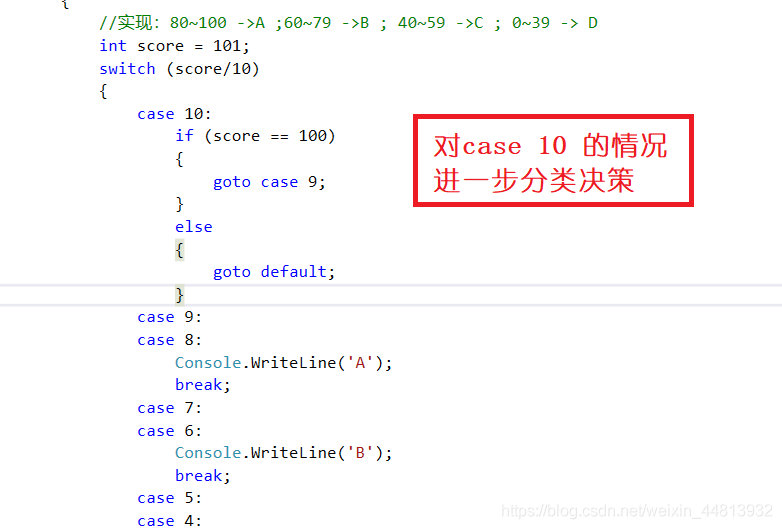 {
//实现：80~100 ->A ;60~79 ->B ; 40~59 ->C ; 0~39 -> D
int score = 101;
switch (score/10)
{
case 10:
if (score == 100)
{
goto case 9;
}
else
{
goto default;
}
case 9:
case 8:
Console.WriteLine('A');
break;
case 7:
case 6:
Console.WriteLine('B');
break;
case 5:
case 4:
对case 10 的情况
进一步分类决策
https://blog.csdn.net/weixin_44813932